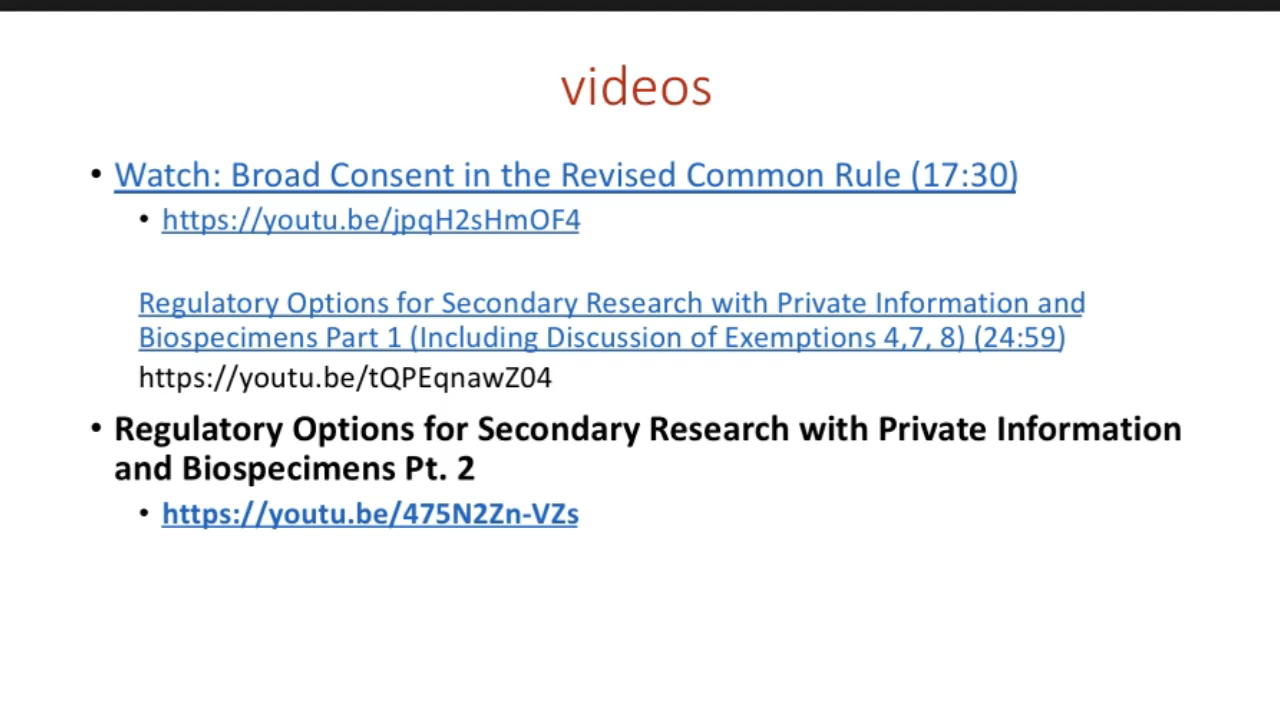 videos
• Watch: Broad Consent in the Revised Common Rule (17:30)
• https://youtu.be/jpqH2sHmOF4
Regulatory Options for Secondary Research with Private Information and
Biospecimens Part 1 (Including Discussion of Exemptions 4,7, 8) (24:59)
https://youtu.be/tQPEqnawZ04
• Regulatory Options for Secondary Research with Private Information
and Biospecimens Pt. 2
• https://youtu.be/475N2Zn-VZs